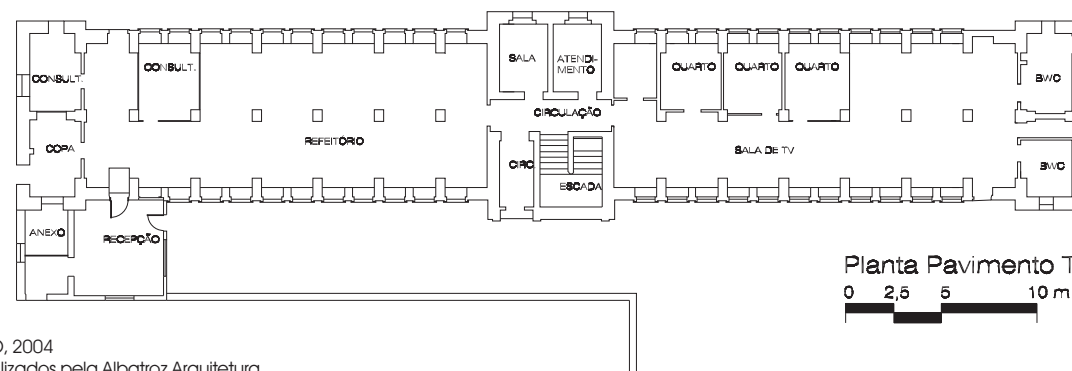 SALA
ATENDI-
MENTO
CONSULT.
CONSULT.
QUARTO
QUARTO
QUARTO
BWC
CIRCULAÇÃO
REFEITÓRIO
COPA
SALA DE TV
CIRC
BWC
ESCADA
ANEXO
RECEPÇÃO
Planta Pavimento T
0 2,5 5 10 m
, 2004
pela Albatroz Arquitetura